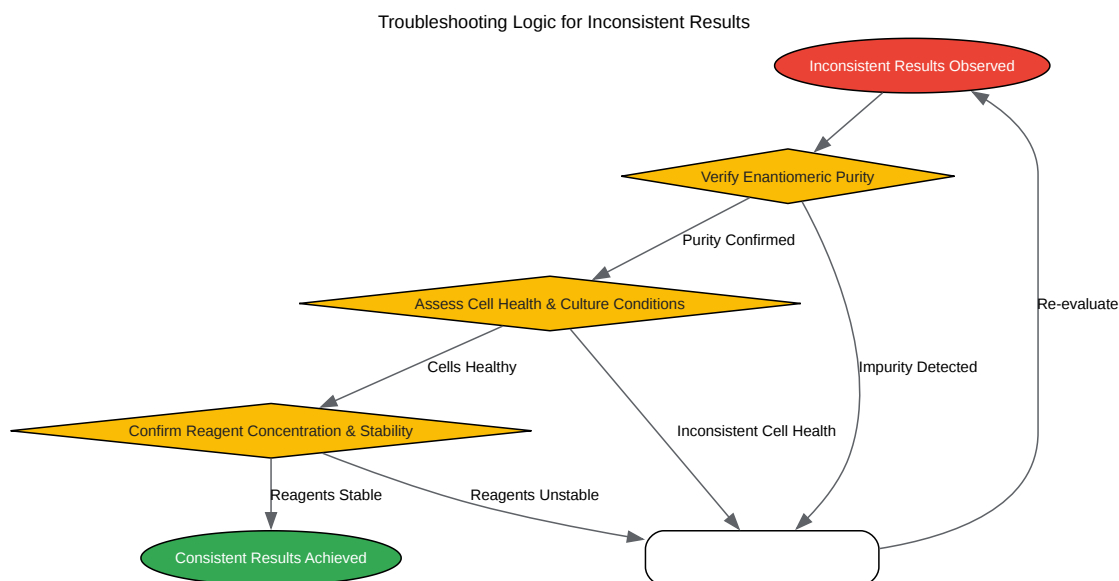 Troubleshooting Logic for Inconsistent Results
Inconsistent Results Observed
Verify Enantiomeric Purity
Purity Confirmed
Assess Cell Health & Culture Conditions
Re-evaluate
Cells Healthy
Impurity Detected
Confirm Reagent Concentration & Stability
Inconsistent Cell Health
Reagents Stable
Reagents Unstable
Consistent Results Achieved